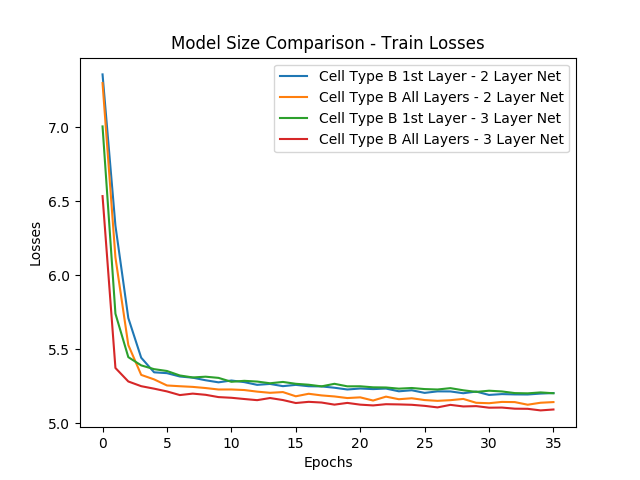 Model Size Comparison - Train Losses
Cell Type B 1st Layer - 2 Layer Net
Cell Type B All Layers - 2 Layer Net
Cell Type B 1st Layer - 3 Layer Net
Cell Type B All Layers - 3 Layer Net
Losses
7.0
6.5
6.0
5.5
5.0
0 5 10 15 20 25 30 35
Epochs